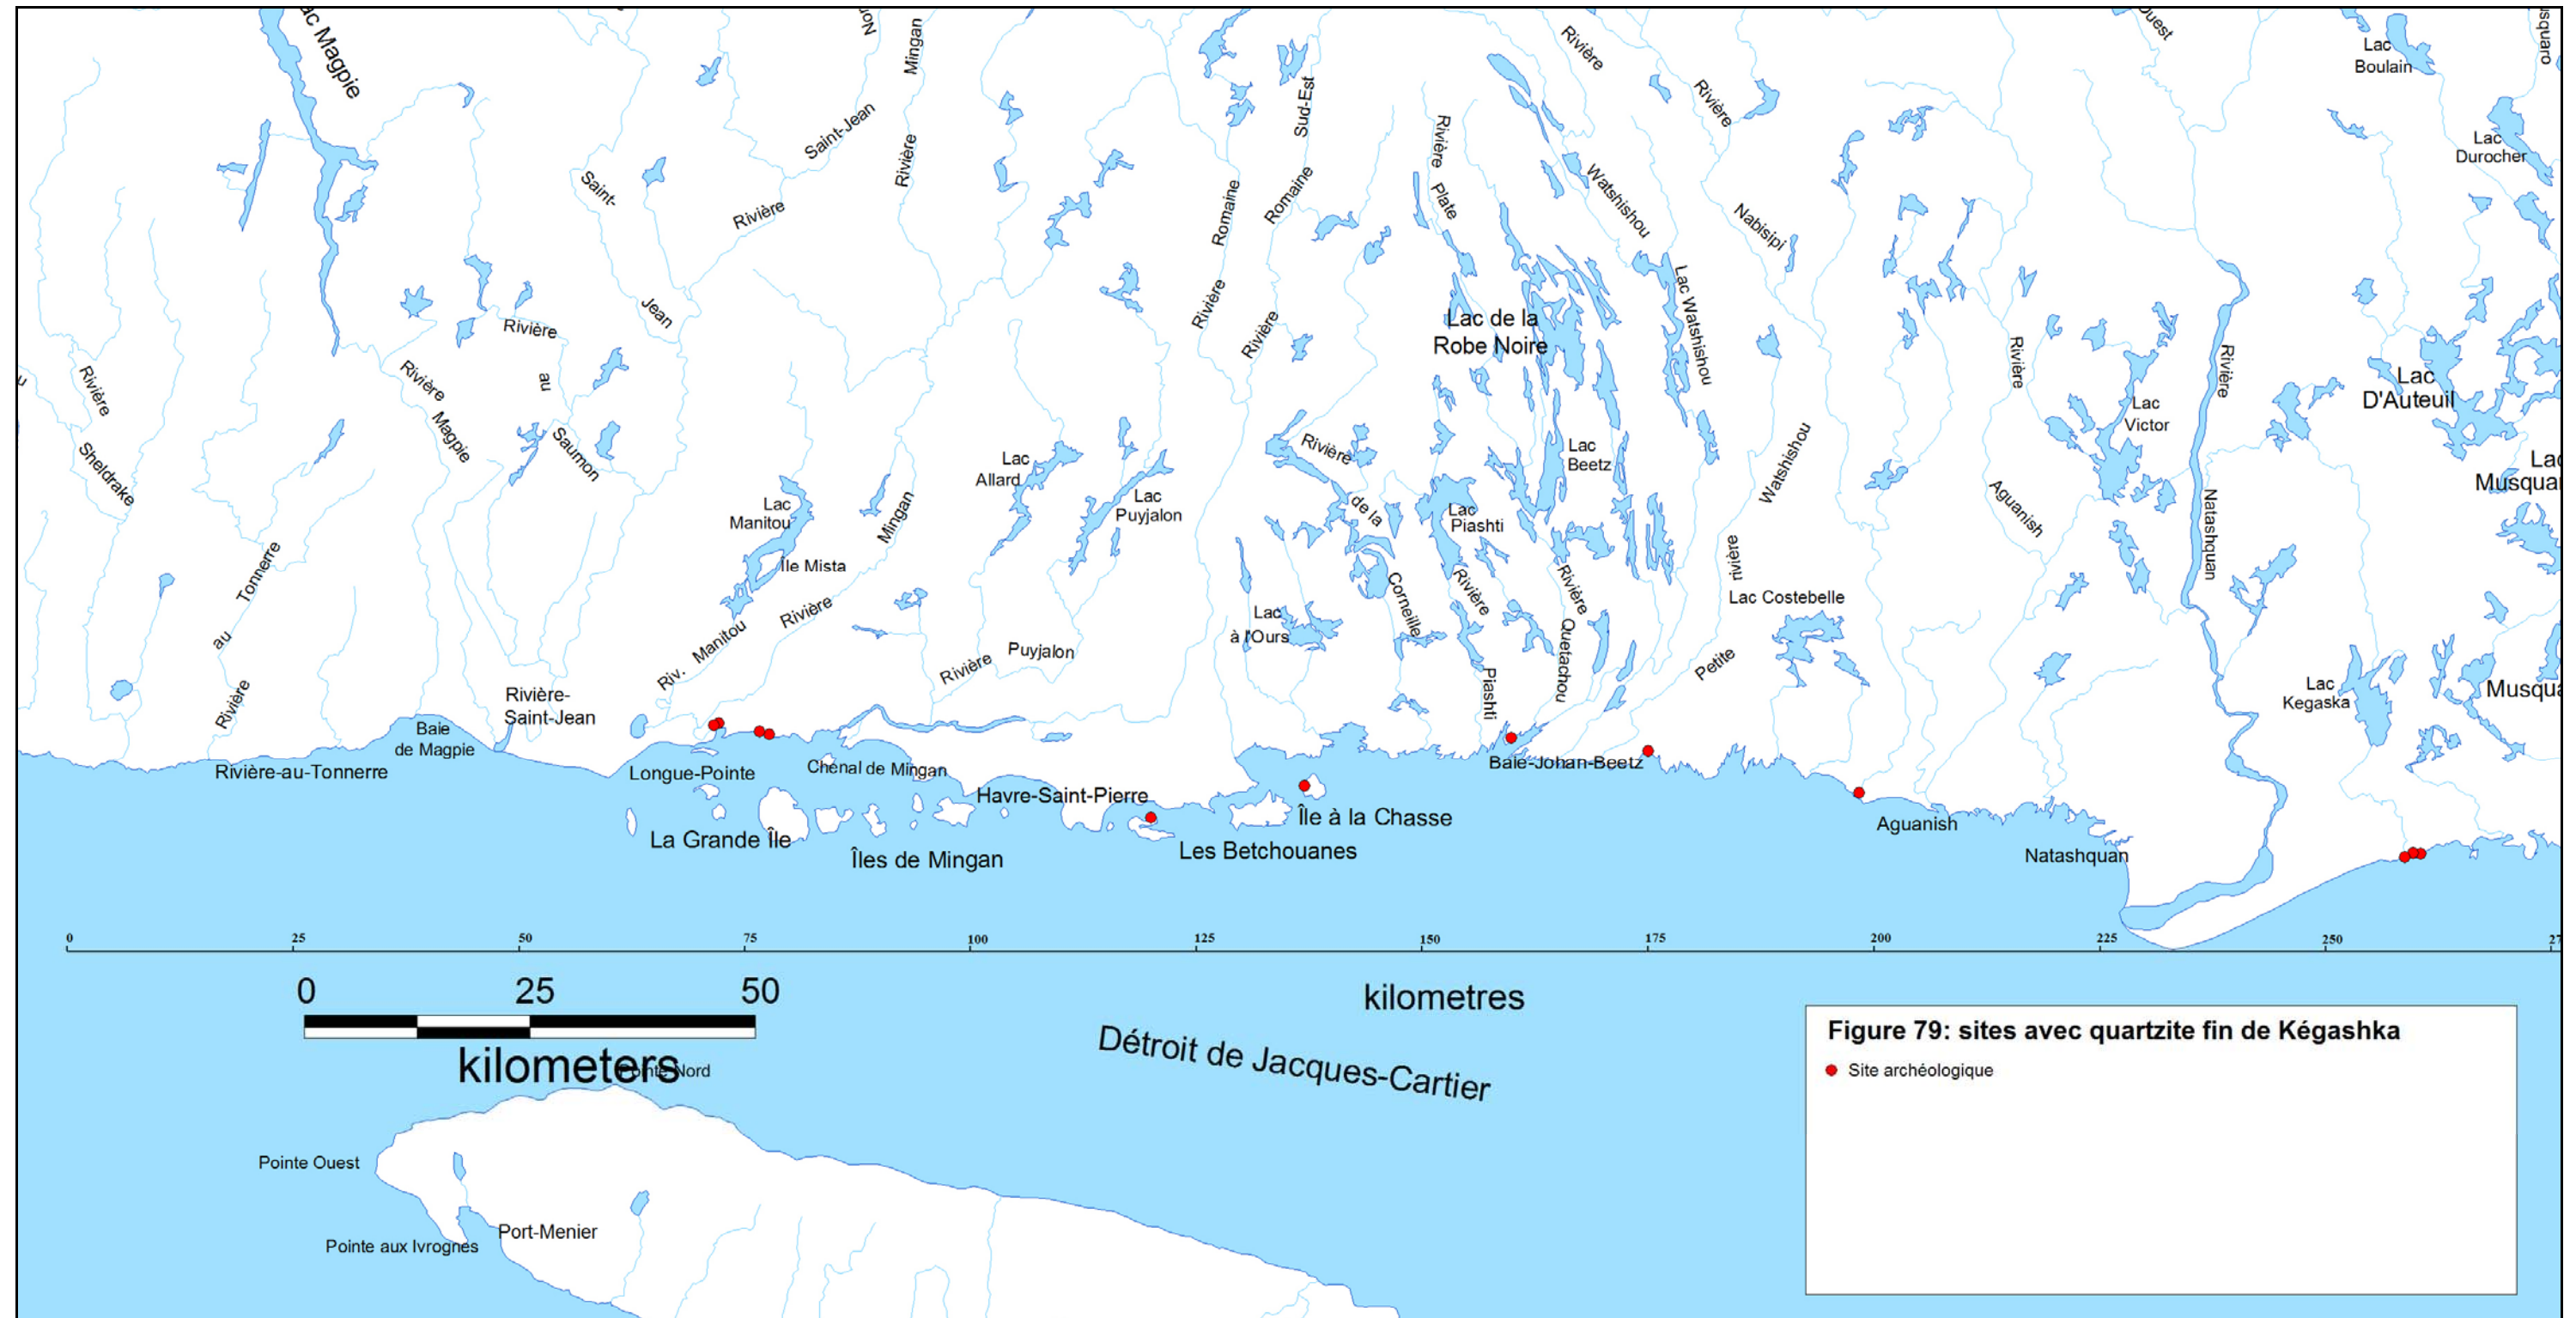 ac Magpie
Saint-Jean
Rivière
Mingan
Rivière
Sud-Est
Romaine
Romaine
Rivière
Rivière
Rivière
Plate
Rivière
Watshishou
Rivière
Nabisipi
Ouest
Lac
Boulain
squaro
Lac
Durocher
Saint-
Jean
Rivière
au
Saumon
Rivière
Magpie
Rivière
Sheldrake
Lac de la
Robe Noire
Lac Watshishou
Rivière
Aguanish
Lac
Victor
Rivière
Natashquan
Lac
D'Auteuil
Lac
Musqua
Lac
Manitou
Île Mista
Mingan
Rivière
Riv. Manitou
Lac
Allard
Lac
Puyjalon
Rivière
Puyjalon
Rivière
de la
Corneille
Lac
Piashti
Lac
Beetz
Rivière
Piashti
Rivière
Quetachou
Watshishou
rivière
Petite
Lac Costebelle
Lac
à l'Ours
Tonnerre
au
Rivière
Rivière-
Saint-Jean
Baie
de Magpie
Rivière-au-Tonnerre
Longue-Pointe
Chenal de Mingan
Havre-Saint-Pierre
La Grande Île
Îles de Mingan
Les Betchouanes
Île à la Chasse
Baie-Johan-Beetz
Aguanish
Natashquan
Lac
Kegaska
Musqua
0 25 50 75 100 125 150 175 200 225 250 27
0 25 50
kilometers
kilometres
Détroit de Jacques-Cartier
Pointe Nord
Pointe Ouest
Port-Menier
Pointe aux Ivrognes
Figure 79: sites avec quartzite fin de Kégashka
Site archéologique